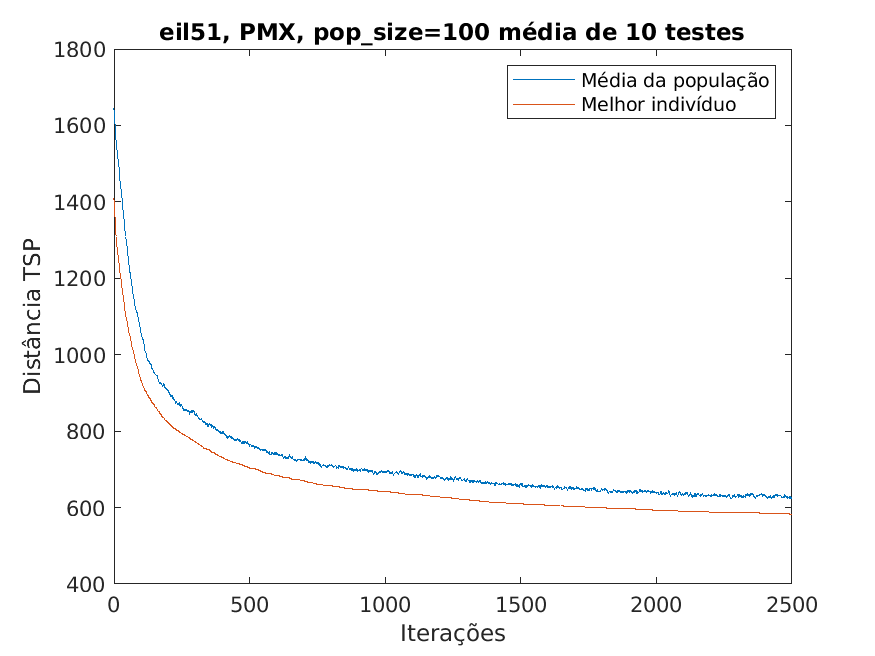 eil51, PMX, pop_size=100 média de 10 testes
Média da população
Melhor indivíduo
Distância TSP
1800
1600
1400
1200
1000
800
600
400
0 500 1000 1500 2000 2500
Iterações